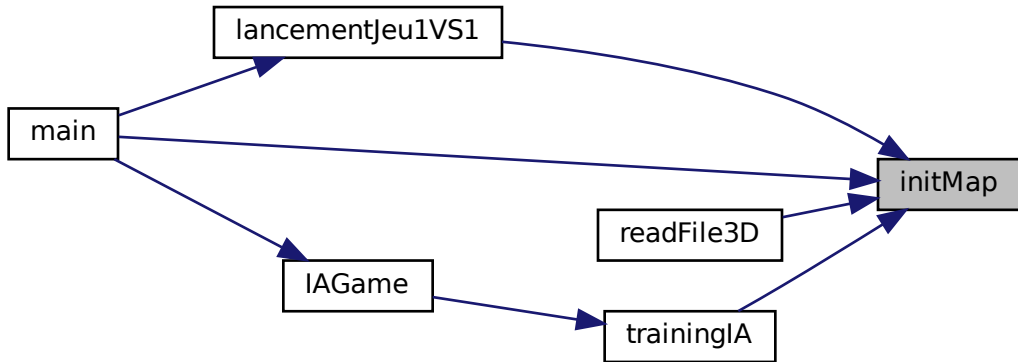 lancementJeu1VS1
main
initMap
readFile3D
IAGame
trainingIA